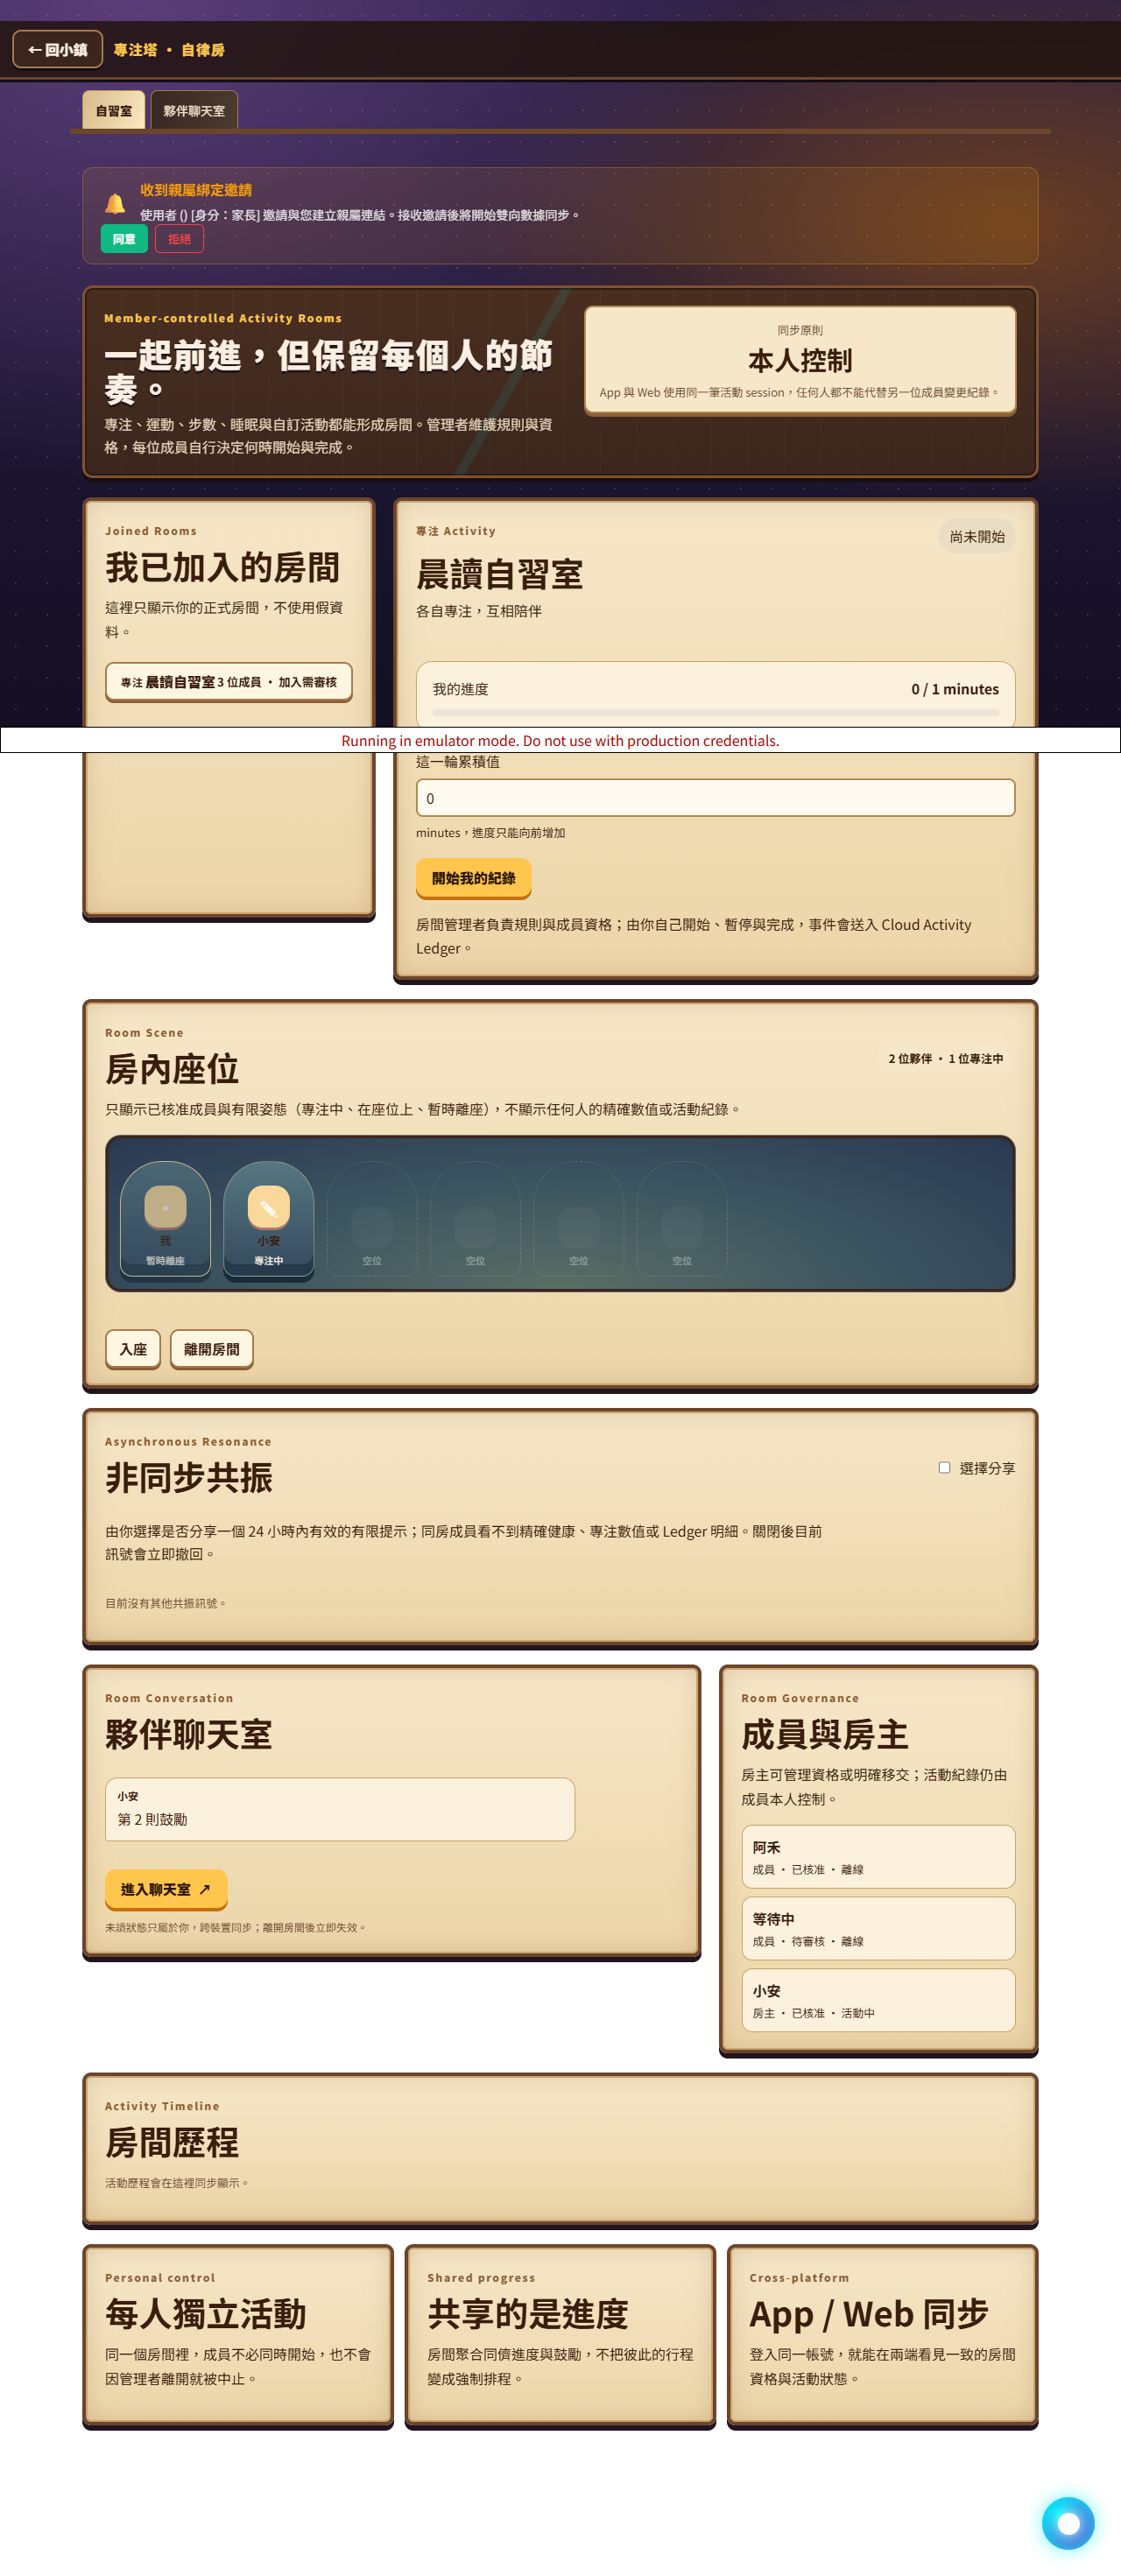 ← 回小鎮
專注塔 · 自律房
自習室
夥伴聊天室
收到親屬綁定邀請
使用者 () [身分：家長] 邀請與您建立親屬連結。接收邀請後將開始雙向數據同步。
同意
拒絕
Member-controlled Activity Rooms
一起前進，但保留每個人的節
奏。
專注、運動、步數、睡眠與自訂活動都能形成房間。管理者維護規則與資
格，每位成員自行決定何時開始與完成。
同步原則
本人控制
App 與 Web 使用同一筆活動 session，任何人都不能代替另一位成員變更紀錄。
Joined Rooms
我已加入的房間
這裡只顯示你的正式房間，不使用假資
料。
專注 晨讀自習室 3 位成員 · 加入需審核
專注 Activity
尚未開始
晨讀自習室
各自專注，互相陪伴
我的進度
0 / 1 minutes
Running in emulator mode. Do not use with production credentials.
這一輪累積值
0
minutes，進度只能向前增加
開始我的紀錄
房間管理者負責規則與成員資格；由你自己開始、暫停與完成，事件會送入 Cloud Activity
Ledger。
Room Scene
房內座位
2 位夥伴 · 1 位專注中
只顯示已核准成員與有限姿態（專注中、在座位上、暫時離座），不顯示任何人的精確數值或活動紀錄。
我
暫時離座
小安
專注中
空位
空位
空位
空位
入座
離開房間
Asynchronous Resonance
非同步共振
選擇分享
由你選擇是否分享一個 24 小時內有效的有限提示；同房成員看不到精確健康、專注數值或 Ledger 明細。關閉後目前
訊號會立即撤回。
目前沒有其他共振訊號。
Room Conversation
夥伴聊天室
小安
第 2 則鼓勵
進入聊天室 ↗
未讀狀態只屬於你，跨裝置同步；離開房間後立即失效。
Room Governance
成員與房主
房主可管理資格或明確移交；活動紀錄仍由
成員本人控制。
阿禾
成員 · 已核准 · 離線
等待中
成員 · 待審核 · 離線
小安
房主 · 已核准 · 活動中
Activity Timeline
房間歷程
活動歷程會在這裡同步顯示。
Personal control
每人獨立活動
同一個房間裡，成員不必同時開始，也不會
因管理者離開就被中止。
Shared progress
共享的是進度
房間聚合同儕進度與鼓勵，不把彼此的行程
變成強制排程。
Cross-platform
App / Web 同步
登入同一帳號，就能在兩端看見一致的房間
資格與活動狀態。